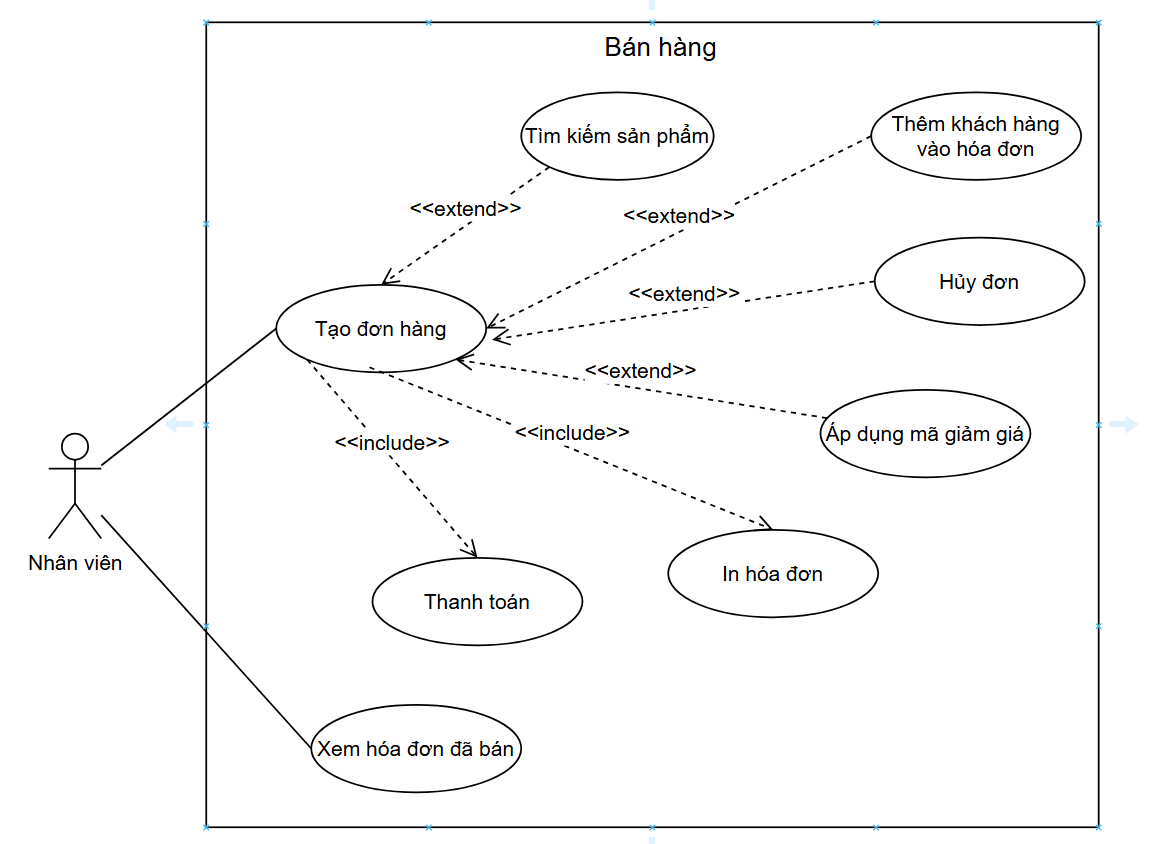 Bán hàng
Tìm kiếm sản phẩm
Thêm khách hàng
vào hóa đơn
<<extend>>
<<extend>>
Hủy đơn
<<extend>>
Tạo đơn hàng
<<extend>>
Áp dụng mã giảm giá
<<include>>
<<include>>
Nhân viên
In hóa đơn
Thanh toán
Xem hóa đơn đã bán